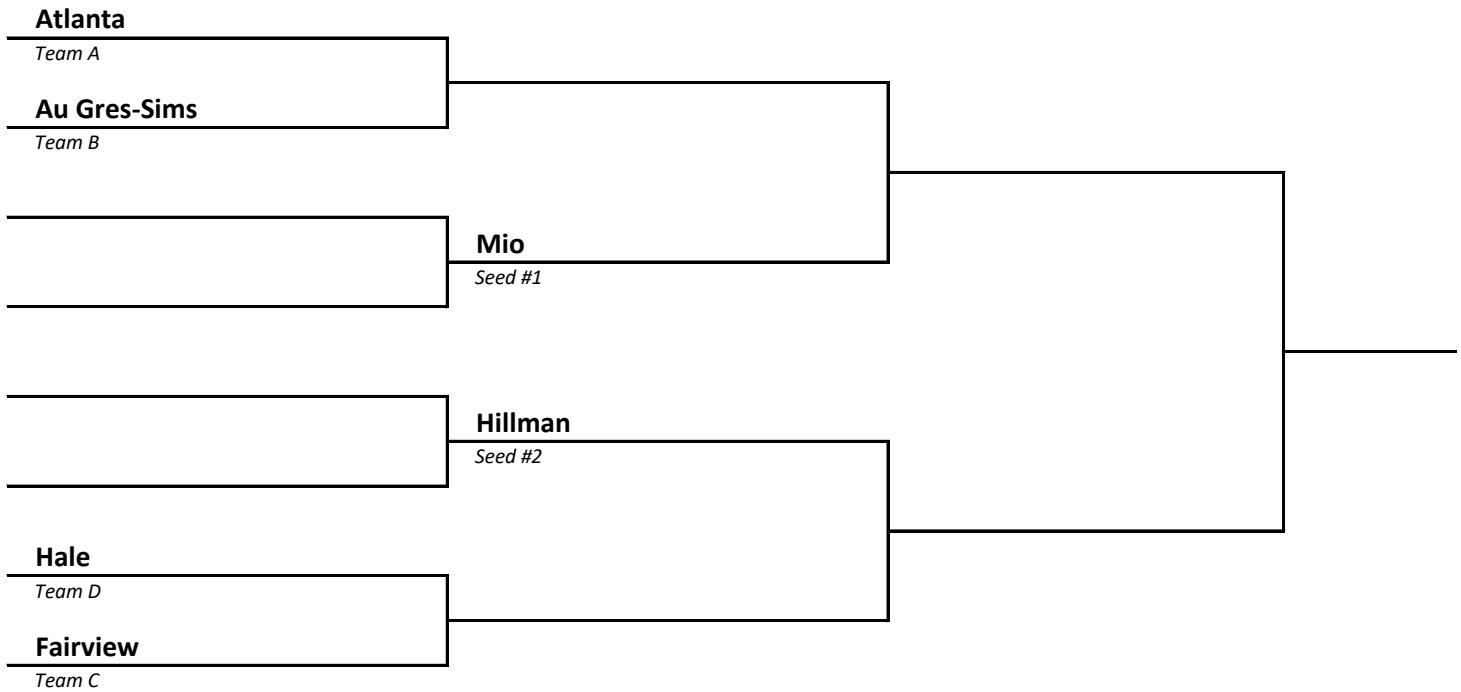 Atlanta
Team A
Au Gres-Sims
Team B
Mio
Seed #1
Hillman
Seed #2
Hale
Team D
Fairview
Team C